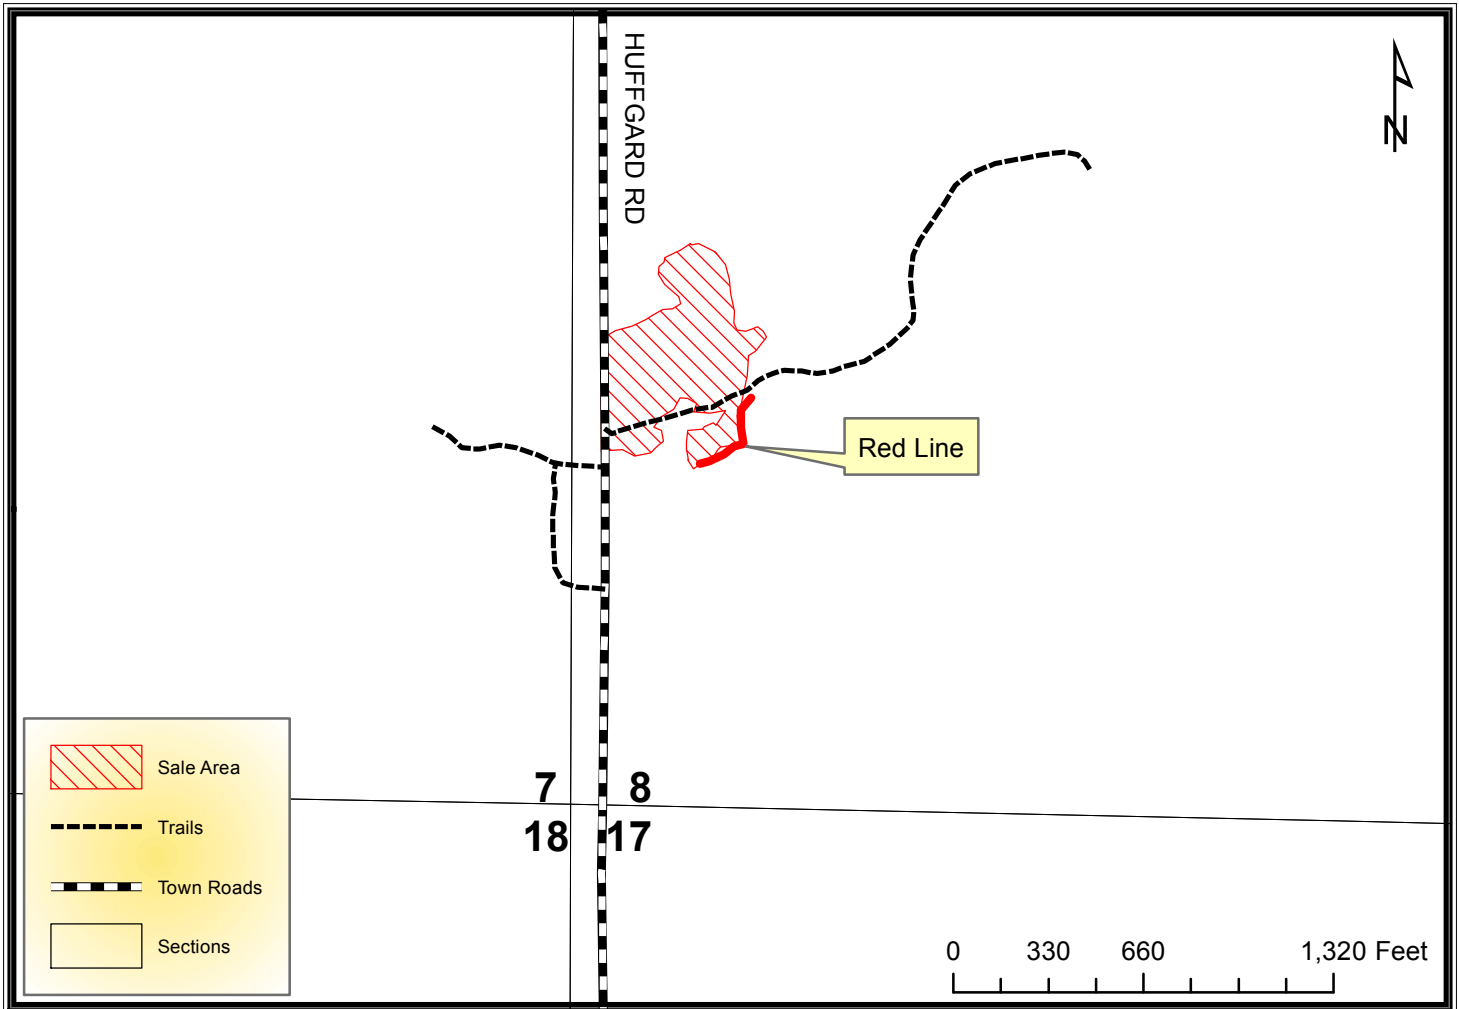 HUFFGARD RD
N
Red Line
7 8
18 17
Sale Area
Trails
Town Roads
Sections
0 330 660 1,320 Feet